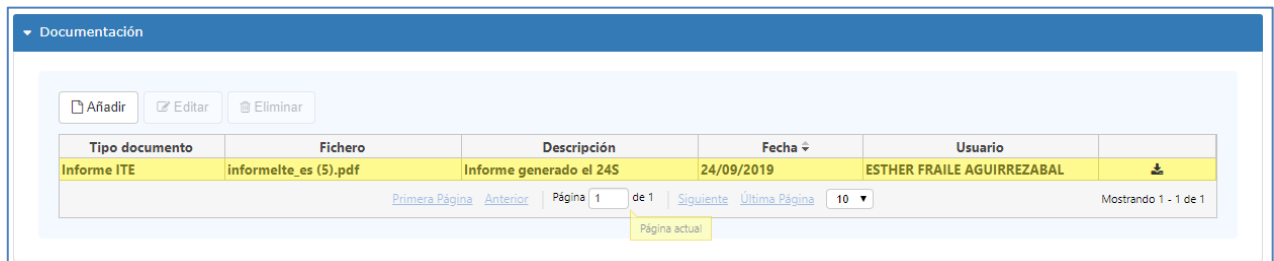 Documentación
Añadir Editar Eliminar
Tipo documento Fichero Descripción Fecha Usuario
Informe ITE informeIte_es (5).pdf Informe generado el 24S 24/09/2019 ESTHER FRAILE AGUIRREZABAL
Primera Página Anterior Página 1 de 1 Siguiente Última Página 10 Mostrando 1 - 1 de 1
Página actual